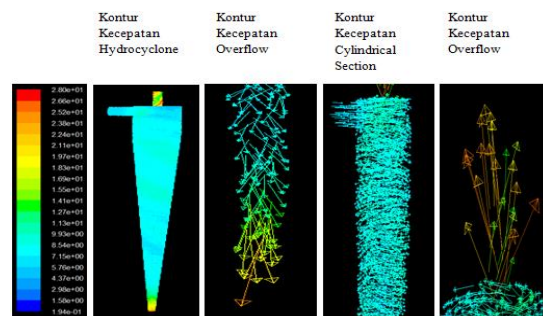 Kontur
Kecepatan
Hydrocyclone
Kontur
Kecepatan
Overflow
Kontur
Kecepatan
Cylindrical
Section
Kontur
Kecepatan
Overflow
2.80e+01
2.66e+01
2.52e+01
2.38e+01
2.24e+01
2.11e+01
1.97e+01
1.83e+01
1.69e+01
1.55e+01
1.41e+01
1.27e+01
1.13e+01
9.93e+00
8.54e+00
7.15e+00
5.76e+00
4.37e+00
2.98e+00
1.58e+00
1.94e-01